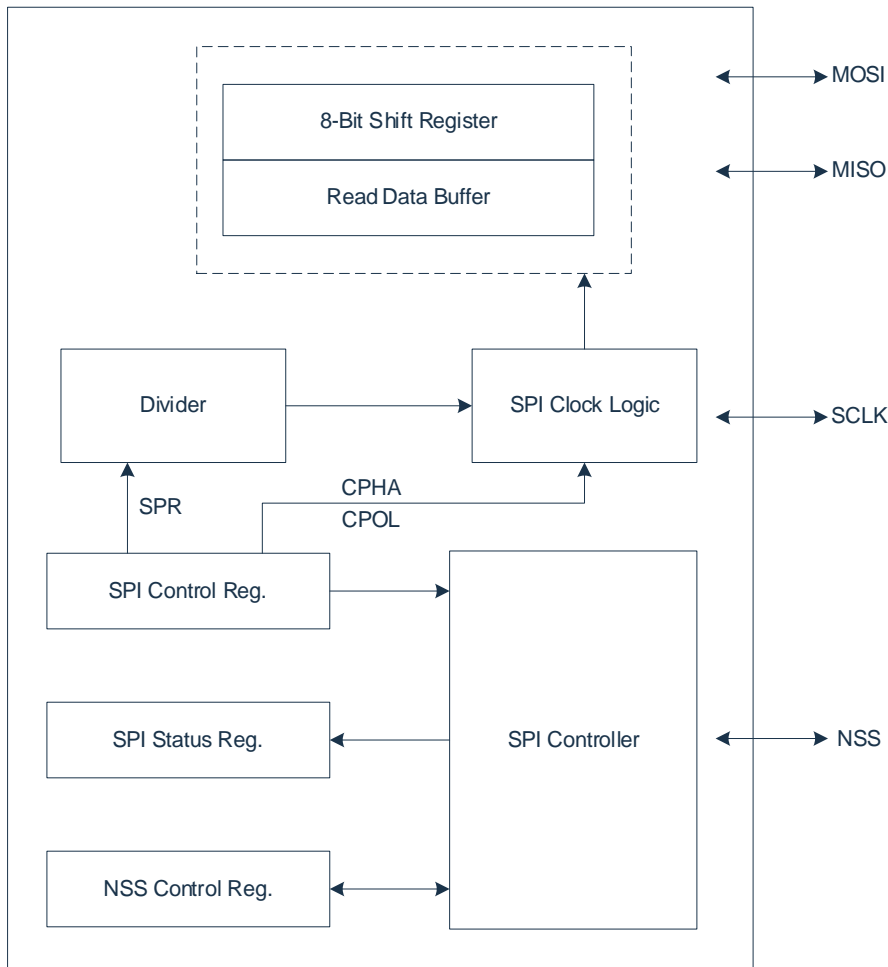 MOSI
8-Bit Shift Register
MISO
Read Data Buffer
Divider
SPI Clock Logic
SCLK
CPHA
SPR
CPOL
SPI Control Reg.
SPI Status Reg.
SPI Controller
NSS
NSS Control Reg.